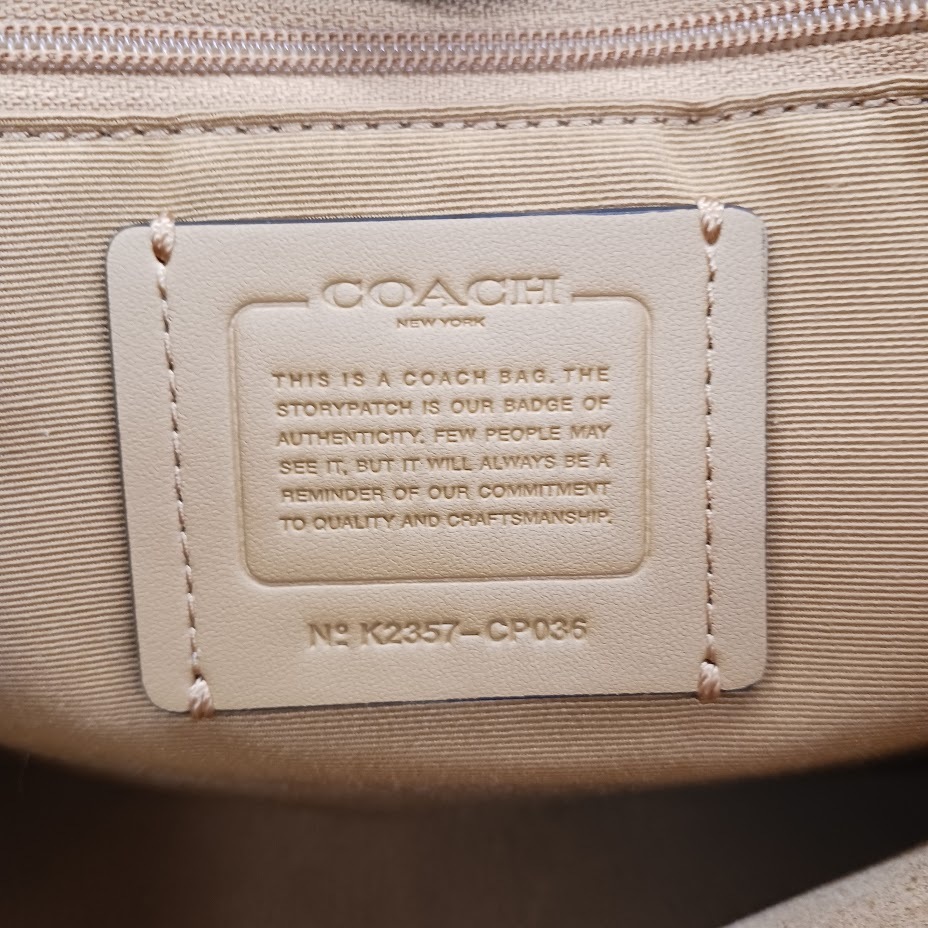 COACH
NEW YORK
THIS IS A COACH BAG. THE
STORYPATCH IS OUR BADGE OF
AUTHENTICITY. FEW PEOPLE MAY
SEE IT, BUT IT WILL ALWAYS BE A
REMINDER OF OUR COMMITMENT
TO QUALITY AND CRAFTSMANSHIP.
Nº K2357-CP036